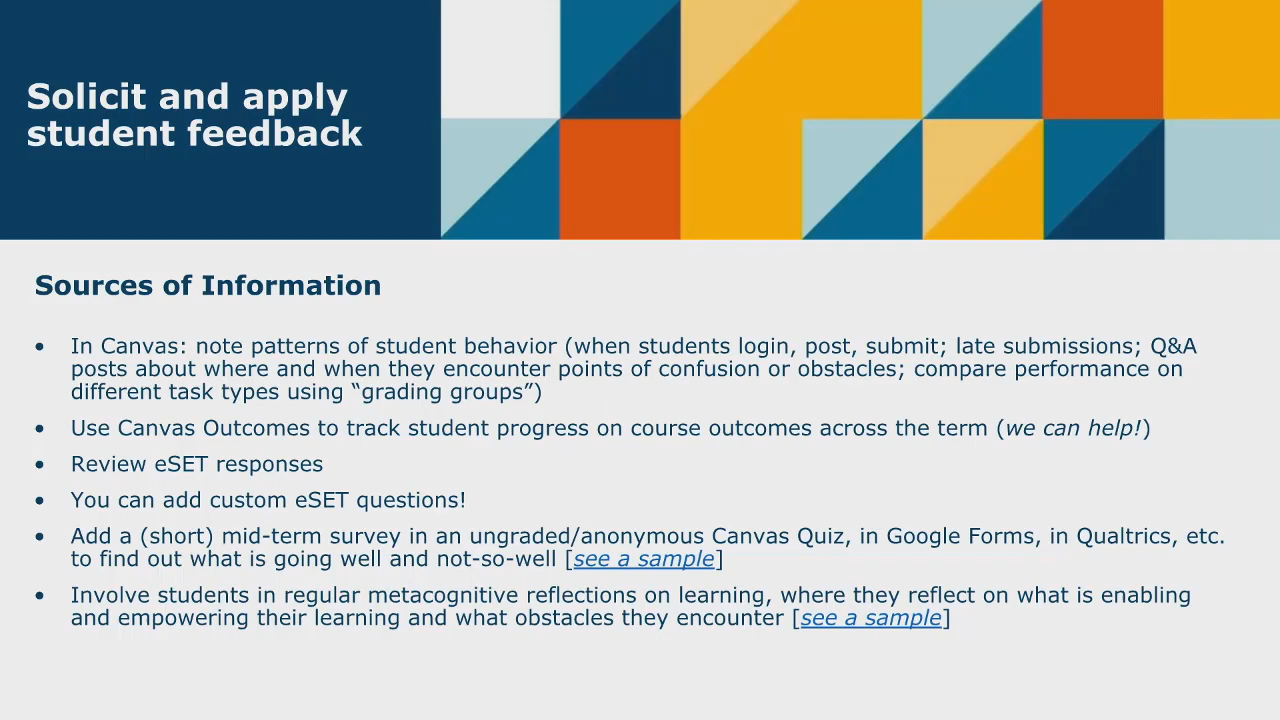 Solicit and apply
student feedback
Sources of Information
• In Canvas: note patterns of student behavior (when students login, post, submit; late submissions; Q&A
posts about where and when they encounter points of confusion or obstacles; compare performance on
different task types using “grading groups”)
• Use Canvas Outcomes to track student progress on course outcomes across the term (we can help!)
• Review eSET responses
• You can add custom eSET questions!
• Add a (short) mid-term survey in an ungraded/anonymous Canvas Quiz, in Google Forms, in Qualtrics, etc.
to find out what is going well and not-so-well [see a sample]
• Involve students in regular metacognitive reflections on learning, where they reflect on what is enabling
and empowering their learning and what obstacles they encounter [see a sample]